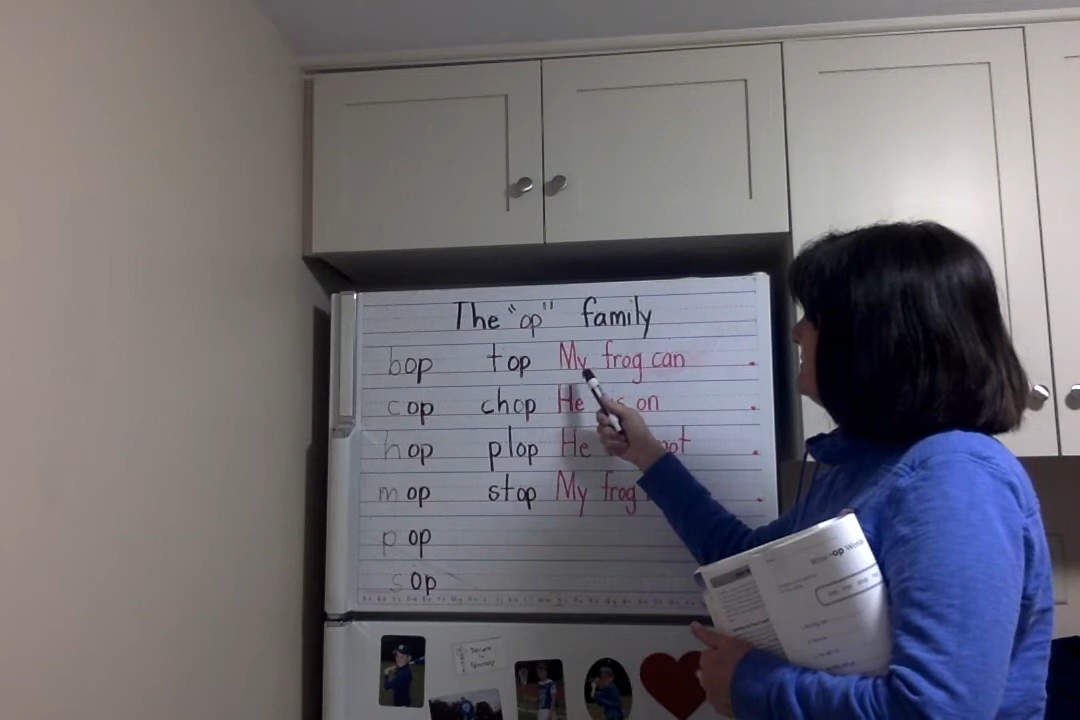 The "op" family
bop top My frog can .
cop chop He on .
hop plop He not .
mop stop My frog .
pop
sop